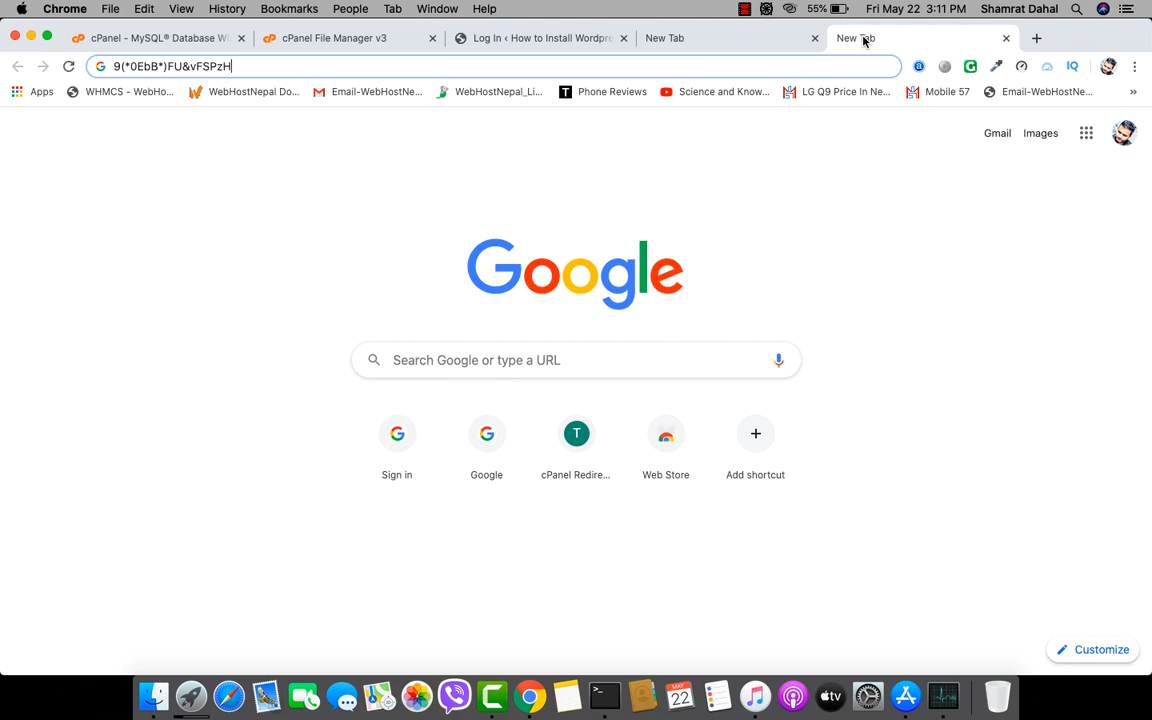 Chrome File Edit View History Bookmarks People Tab Window Help 55% Fri May 22 3:11 PM Shamrat Dahal
cPanel - MySQL® Database Wi cPanel File Manager v3 Log In ‹ How to Install Wordpre New Tab New Tab
9(*0EbB*)FU&vFSPzH
Apps WHMCS - WebHo... WebHostNepal Do... Email-WebHostNe... WebHostNepal_Li... Phone Reviews Science and Know... LG Q9 Price In Ne... Mobile 57 Email-WebHostNe... »
Gmail Images
Google
Search Google or type a URL
T
Sign in Google cPanel Redire... Web Store Add shortcut
Customize
MAY 22 tv